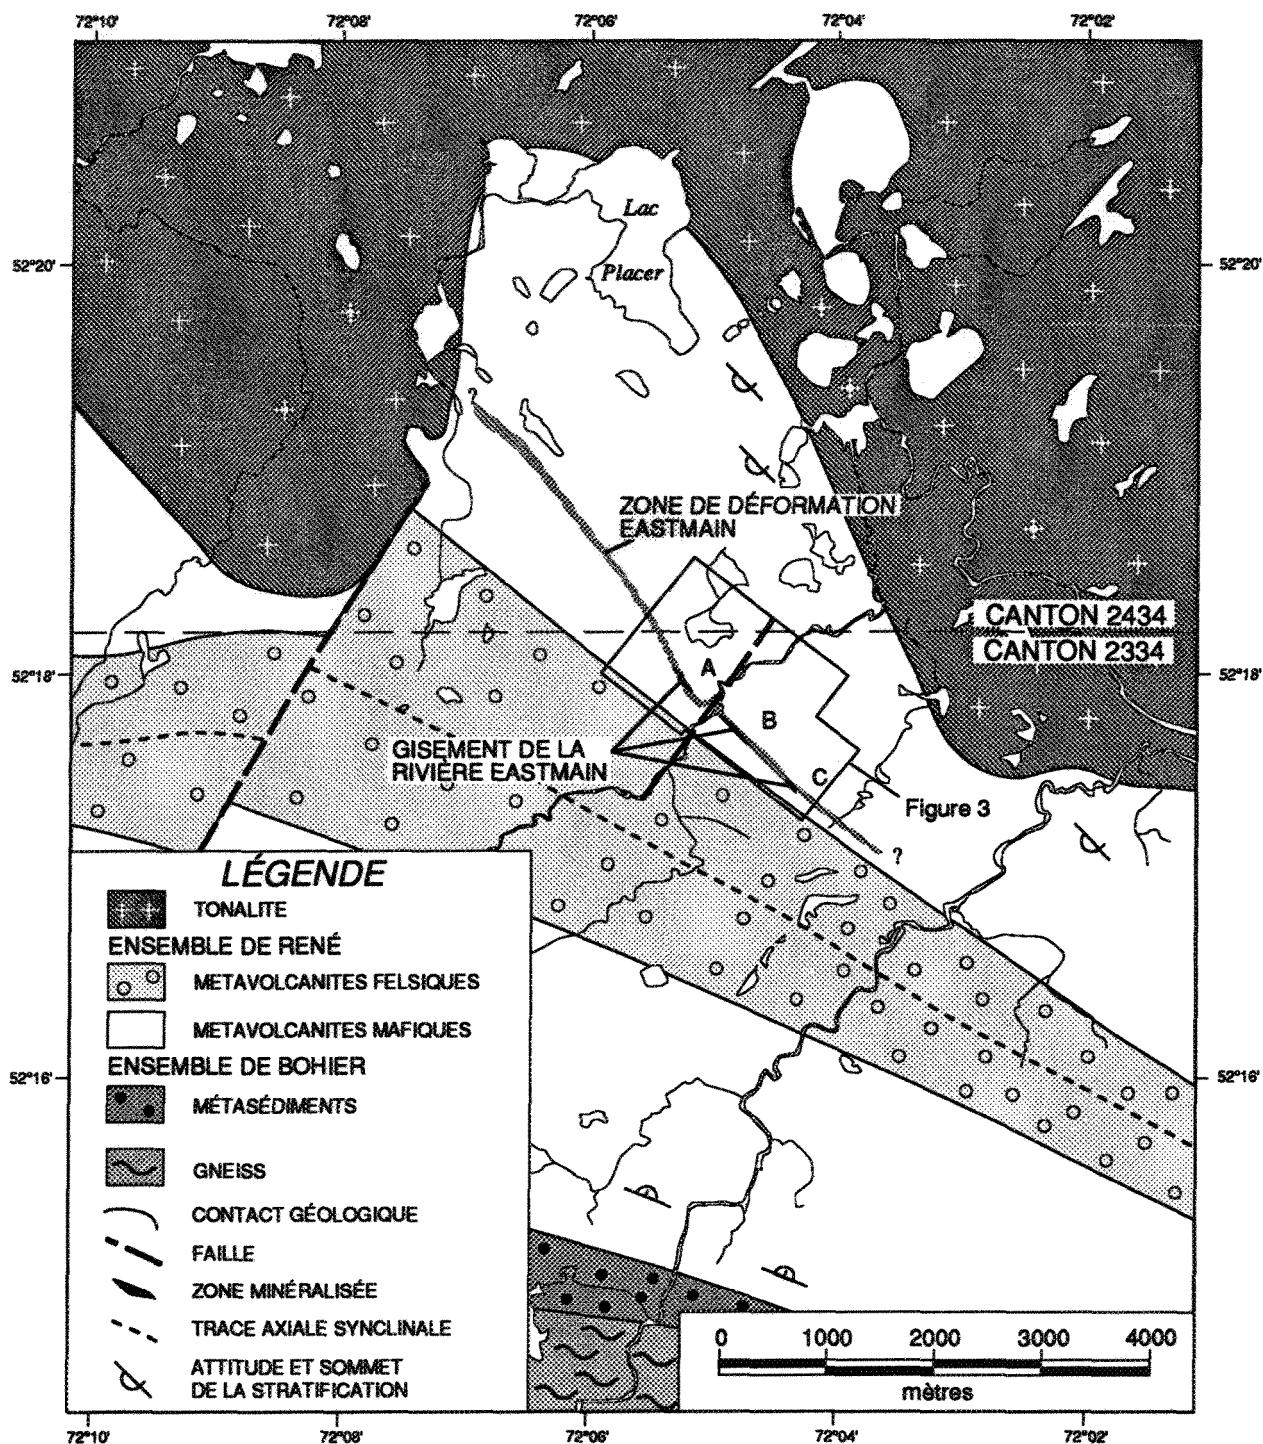 72°10' 72°08' 72°06' 72°04' 72°02'
Lac
Placer
52°20' 52°20'
?
ZONE DE DÉFORMATION
EASTMAIN
CANTON 2434
CANTON 2334
52°18' 52°18'
A
B
C
GISEMENT DE LA
RIVIÈRE EASTMAIN
Figure 3
?
LÉGENDE
TONALITE
ENSEMBLE DE RENÉ
METAVOLCANITES FELSIQUES
METAVOLCANITES MAFIQUES
ENSEMBLE DE BOHIER
MÉTASÉDIMENTS
GNEISS
CONTACT GÉOLOGIQUE
FAILLE
ZONE MINÉRALISÉE
TRACE AXIALE SYNCLINALE
ATTITUDE ET SOMMET
DE LA STRATIFICATION
52°16' 52°16'
0 1000 2000 3000 4000
mètres
72°10' 72°08' 72°06' 72°04' 72°02'